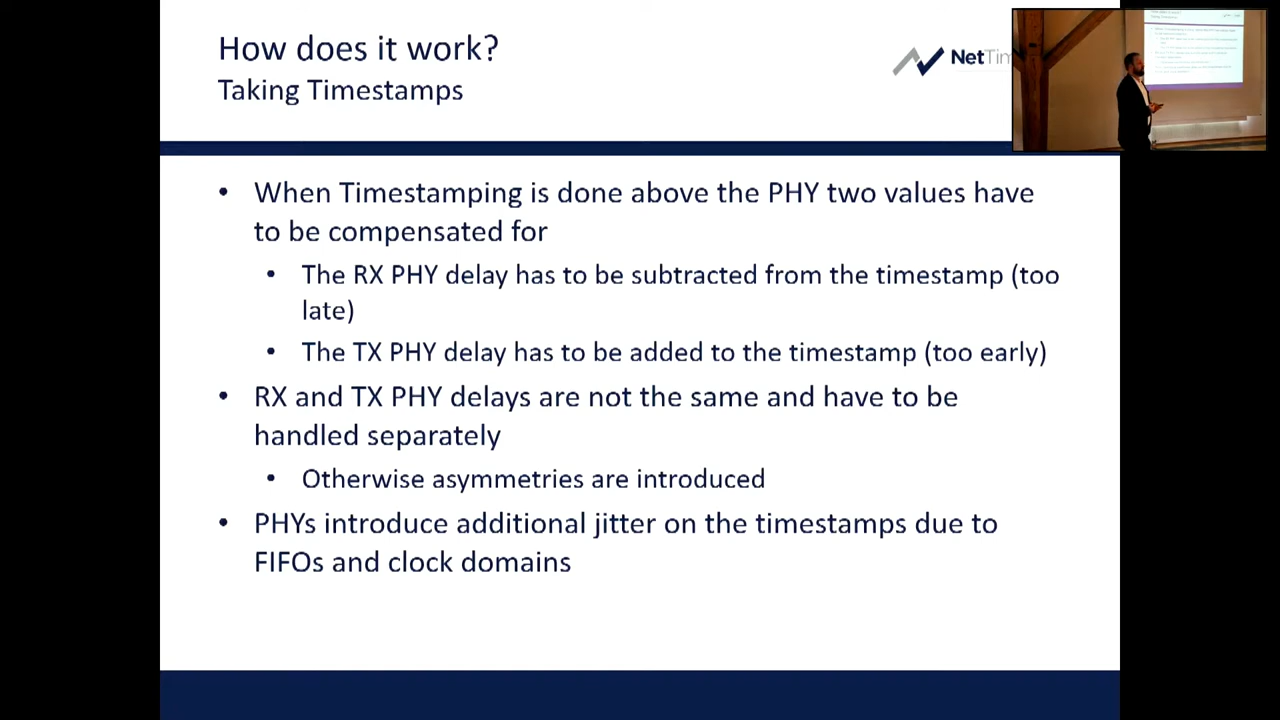 How does it work?
Taking Timestamps
NetTim
• When Timestamping is done above the PHY two values have
to be compensated for
• The RX PHY delay has to be subtracted from the timestamp (too
late)
• The TX PHY delay has to be added to the timestamp (too early)
• RX and TX PHY delays are not the same and have to be
handled separately
• Otherwise asymmetries are introduced
• PHYs introduce additional jitter on the timestamps due to
FIFOs and clock domains